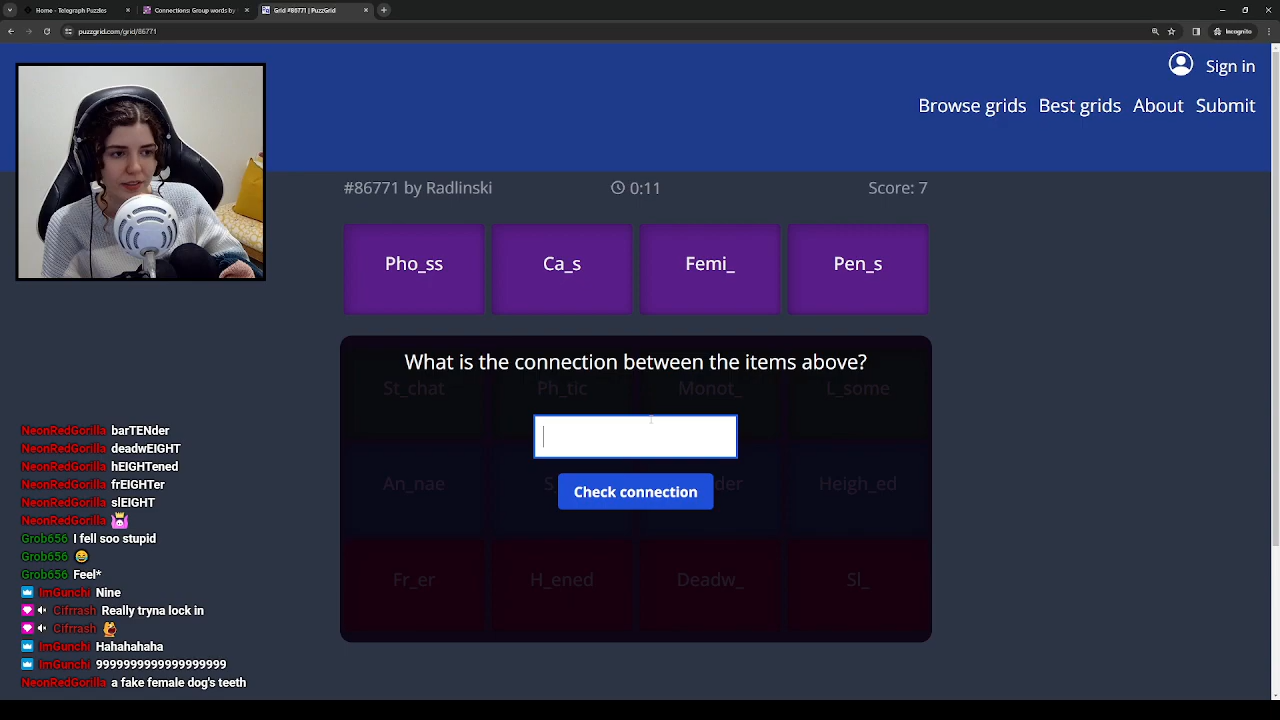 Home - Telegraph Puzzles
Connections: Group words by
Grid #86771 | PuzzGrid
puzzgrid.com/grid/86771
Incognito
Sign in
Browse grids
Best grids
About
Submit
#86771 by Radlinski
0:11
Score: 7
Pho_ss
Ca_s
Femi_
Pen_s
What is the connection between the items above?
St_chat
Ph_tic
Monot_
L_some
Check connection
An_nae
S
der
Heigh_ed
Fr_er
H_ened
Deadw_
Sl_
NeonRedGorilla barTENder
NeonRedGorilla deadwEIGHT
NeonRedGorilla hEIGHTened
NeonRedGorilla frEIGHTer
NeonRedGorilla slEIGHT
NeonRedGorilla
Grob656 I fell soo stupid
Grob656
Grob656 Feel*
ImGunchi Nine
Cifrrash Really tryna lock in
Cifrrash
ImGunchi Hahahahaha
ImGunchi 9999999999999999999
NeonRedGorilla a fake female dog's teeth